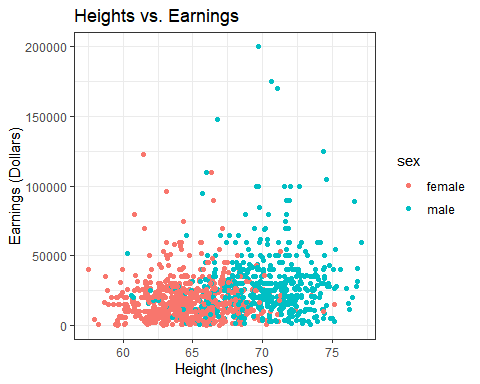 Heights vs. Earnings
200000
150000
100000
50000
0
Earnings (Dollars)
60 65 70 75
Height (Inches)
sex
female
male